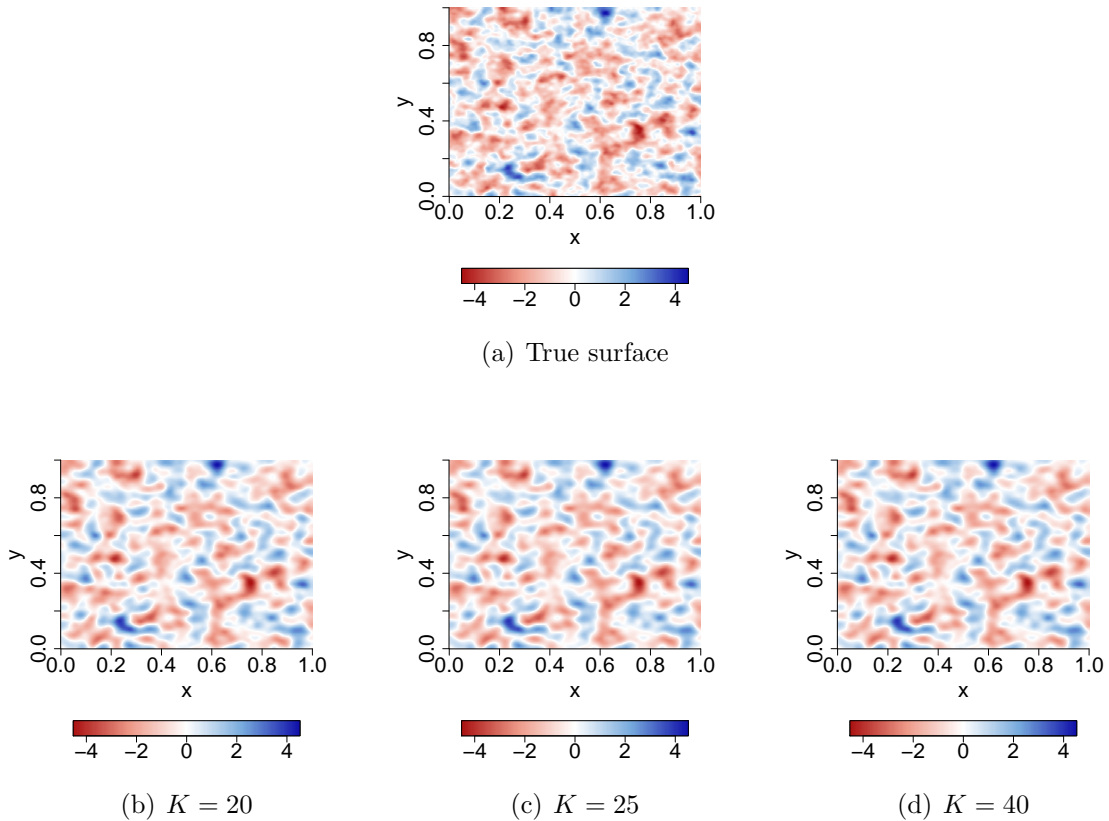 0.8
0.4
0.0
y
0.0 0.2 0.4 0.6 0.8 1.0
x
−4 −2 0 2 4
(a) True surface
0.8 0.8 0.8
0.4 0.4 0.4
0.0 0.0 0.0
y y y
0.0 0.2 0.4 0.6 0.8 1.0 0.0 0.2 0.4 0.6 0.8 1.0 0.0 0.2 0.4 0.6 0.8 1.0
x x x
−4 −2 0 2 4 −4 −2 0 2 4 −4 −2 0 2 4
(b) K = 20 (c) K = 25 (d) K = 40